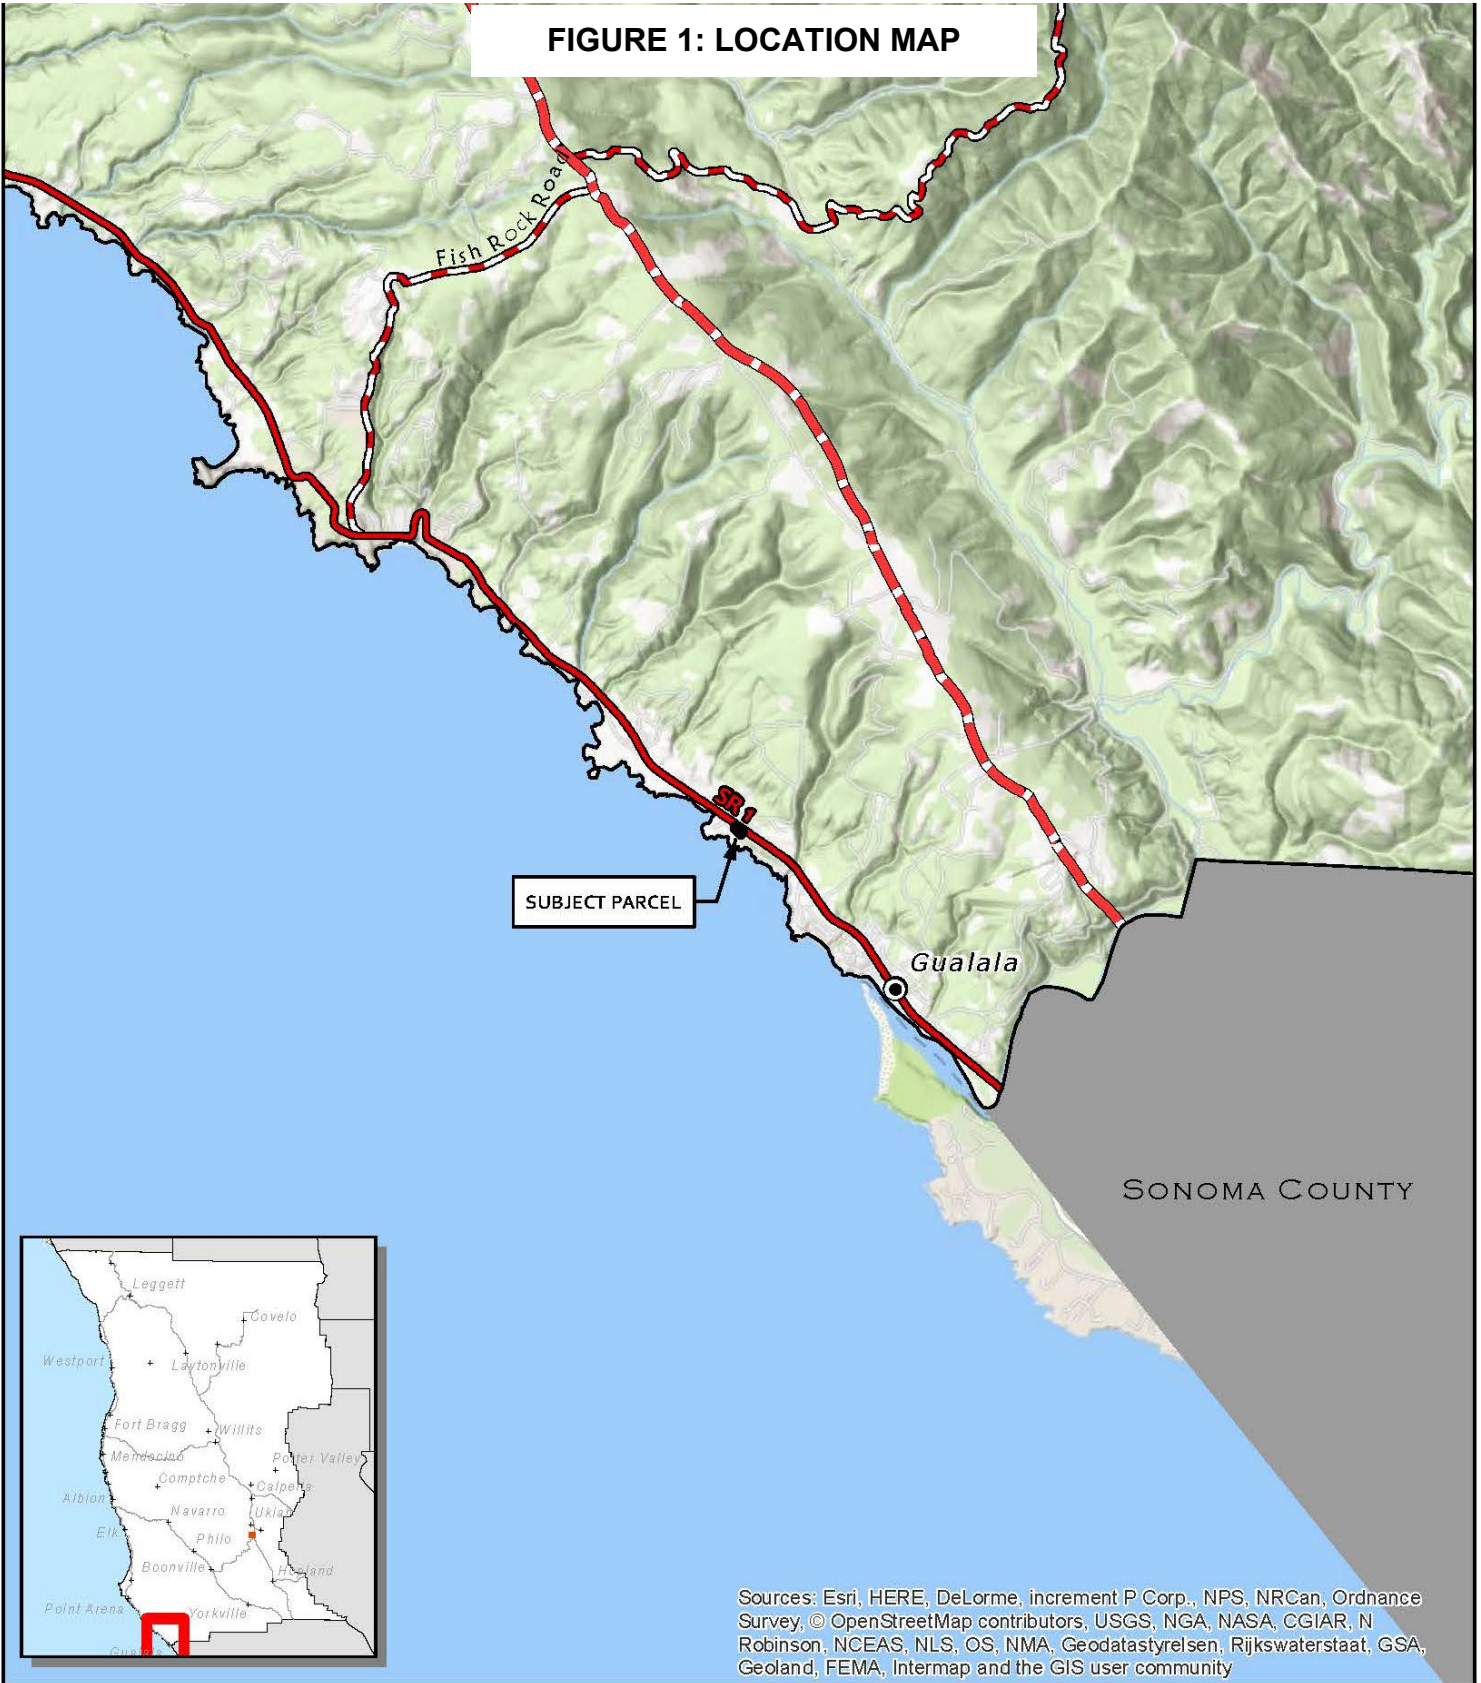 FIGURE 1: LOCATION MAP
Fish Rock Road
SR 1
SUBJECT PARCEL
Gualala
SONOMA COUNTY
Leggett
Covelo
Westport
Laytonville
Fort Bragg
Willits
Mendocino
Potter Valley
Comptche
Calpella
Albion
Navarro
Ukiah
Elk
Philo
Boonville
Hopland
Point Arena
Yorkville
Gualala
Sources: Esri, HERE, DeLorme, increment P Corp., NPS, NRCan, Ordnance
Survey, © OpenStreetMap contributors, USGS, NGA, NASA, CGIAR, N
Robinson, NCEAS, NLS, OS, NMA, Geodatastyrelsen, Rijkswaterstaat, GSA,
Geoland, FEMA, Intermap and the GIS user community